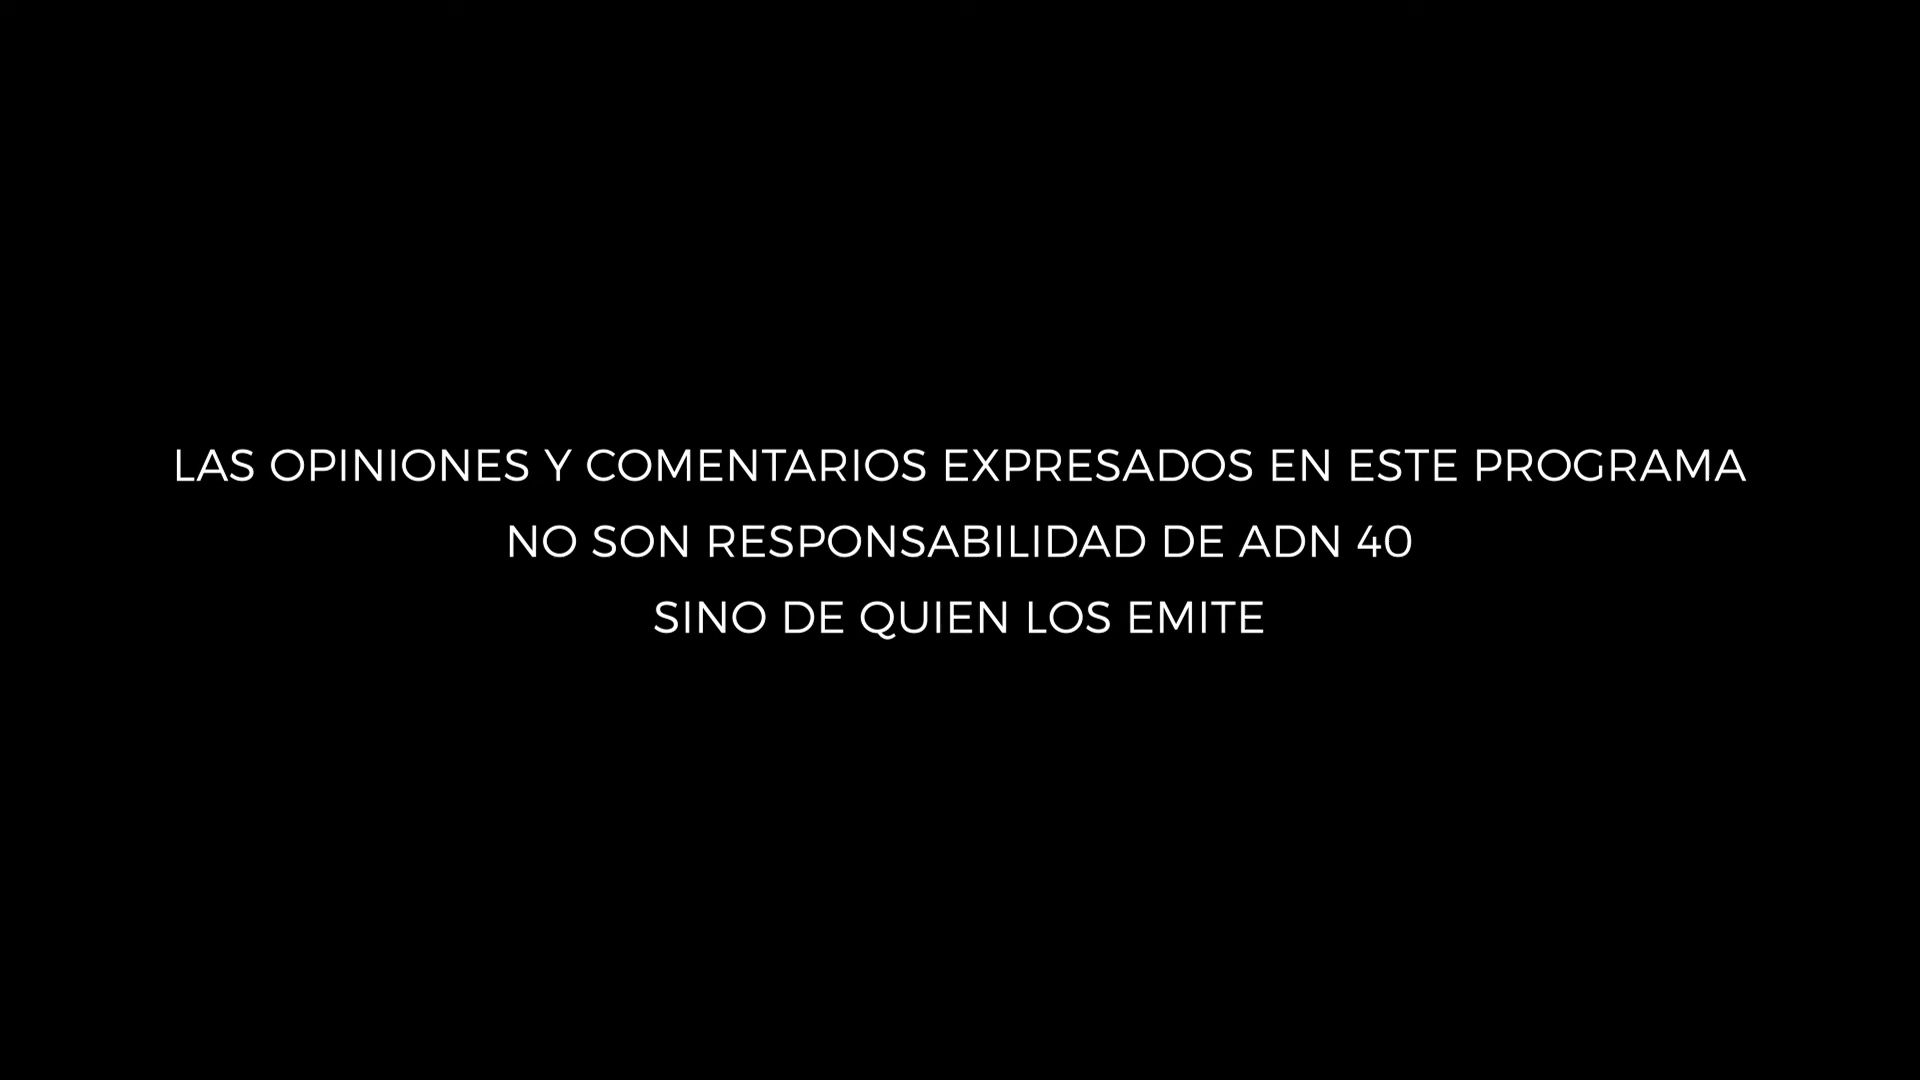 LAS OPINIONES Y COMENTARIOS EXPRESADOS EN ESTE PROGRAMA
NO SON RESPONSABILIDAD DE ADN 40
SINO DE QUIEN LOS EMITE